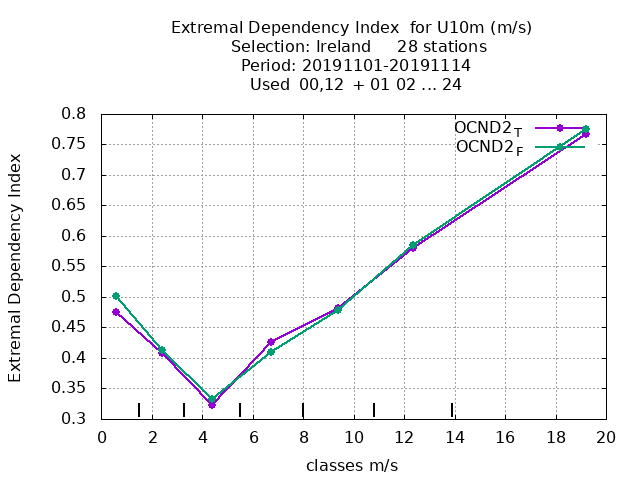 Extremal Dependency Index  for U10m (m/s)
Selection: Ireland     28 stations
Period: 20191101-20191114
Used  00,12  + 01 02 ... 24
OCND2T
OCND2F
0.8
0.75
0.7
0.65
0.6
0.55
0.5
0.45
0.4
0.35
0.3
Extremal Dependency Index
0 2 4 6 8 10 12 14 16 18 20
classes m/s